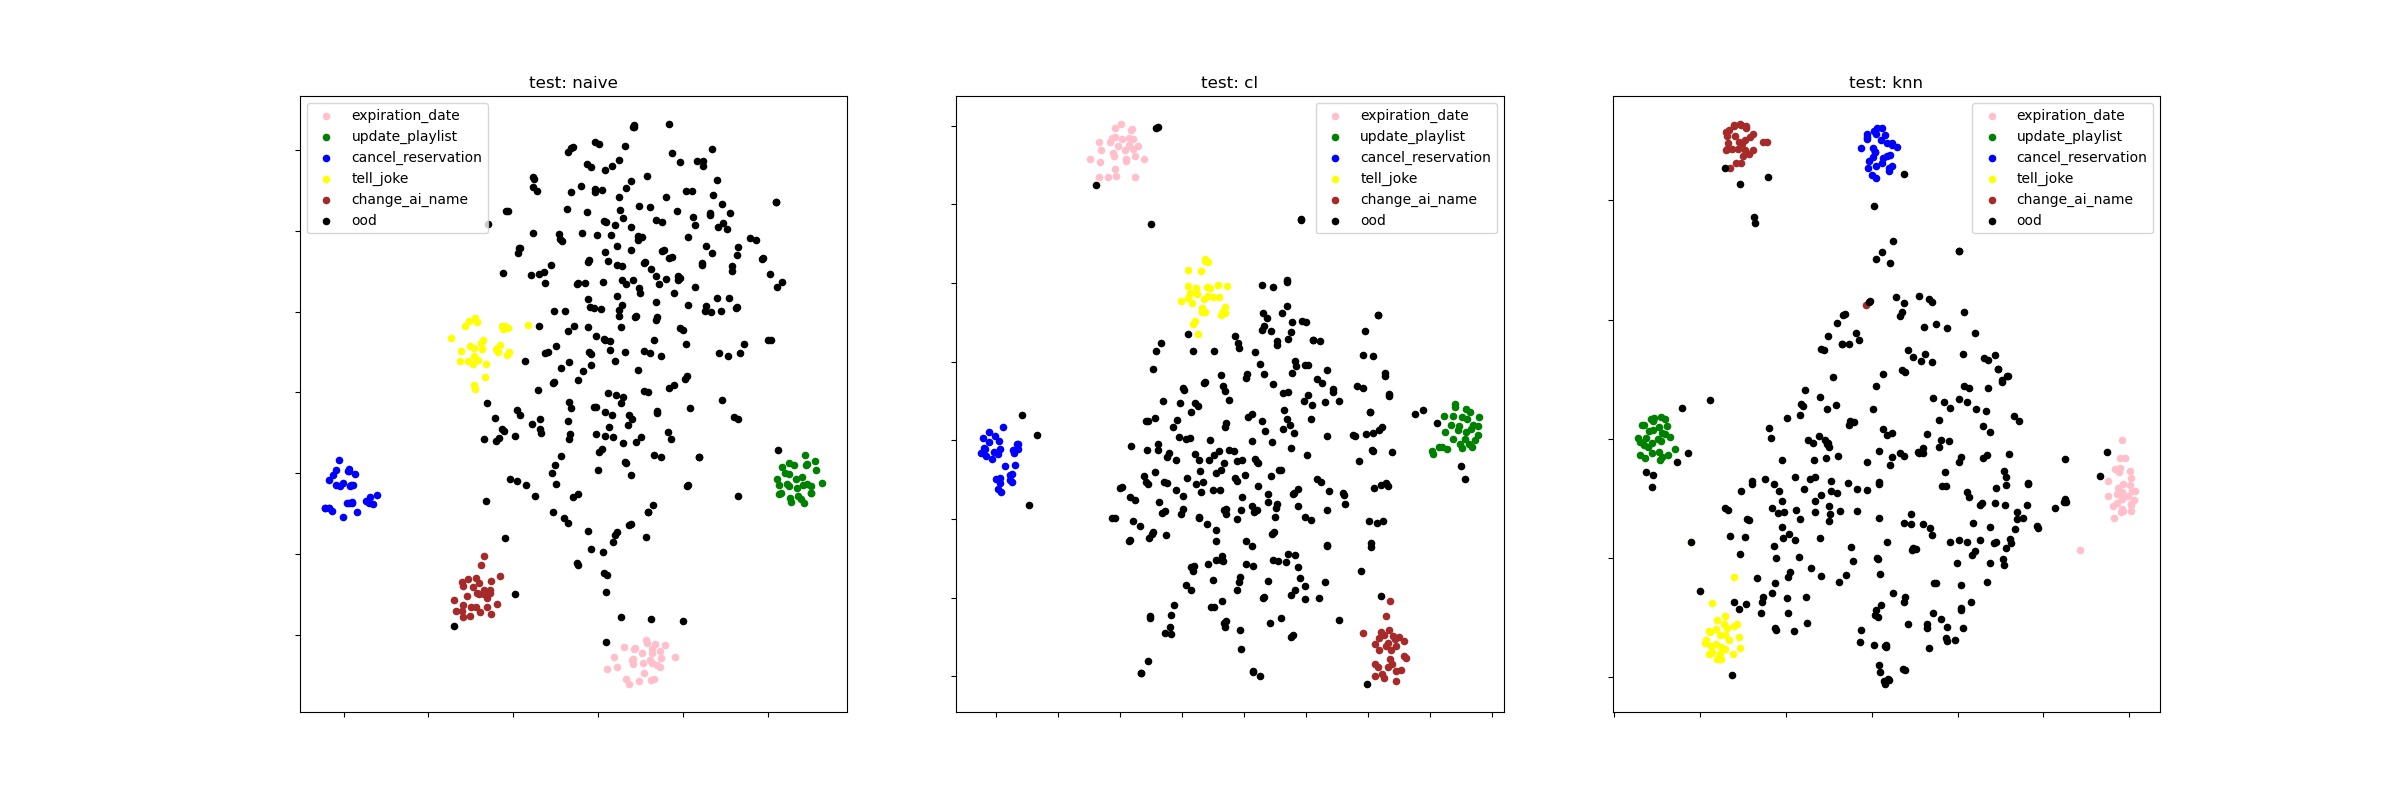 test: naive
expiration_date
update_playlist
cancel_reservation
tell_joke
change_ai_name
ood
test: cl
expiration_date
update_playlist
cancel_reservation
tell_joke
change_ai_name
ood
test: knn
expiration_date
update_playlist
cancel_reservation
tell_joke
change_ai_name
ood